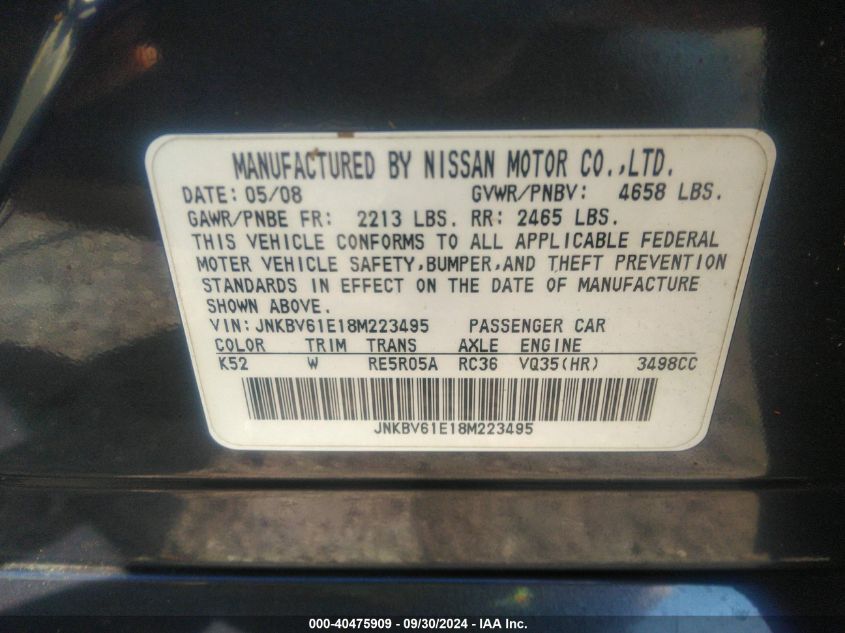 MANUFACTURED BY NISSAN MOTOR CO.,LTD.
DATE: 05/08 GVWR/PNBV: 4658 LBS.
GAWR/PNBE FR: 2213 LBS. RR: 2465 LBS.
THIS VEHICLE CONFORMS TO ALL APPLICABLE FEDERAL
MOTER VEHICLE SAFETY,BUMPER,AND THEFT PREVENTION
STANDARDS IN EFFECT ON THE DATE OF MANUFACTURE
SHOWN ABOVE.
VIN:JNKBV61E18M223495 PASSENGER CAR
COLOR TRIM TRANS AXLE ENGINE
K52 W RE5R05A RC36 VQ35(HR) 3498CC
JNKBV61E18M223495
000-40475909 - 09/30/2024 - IAA Inc.